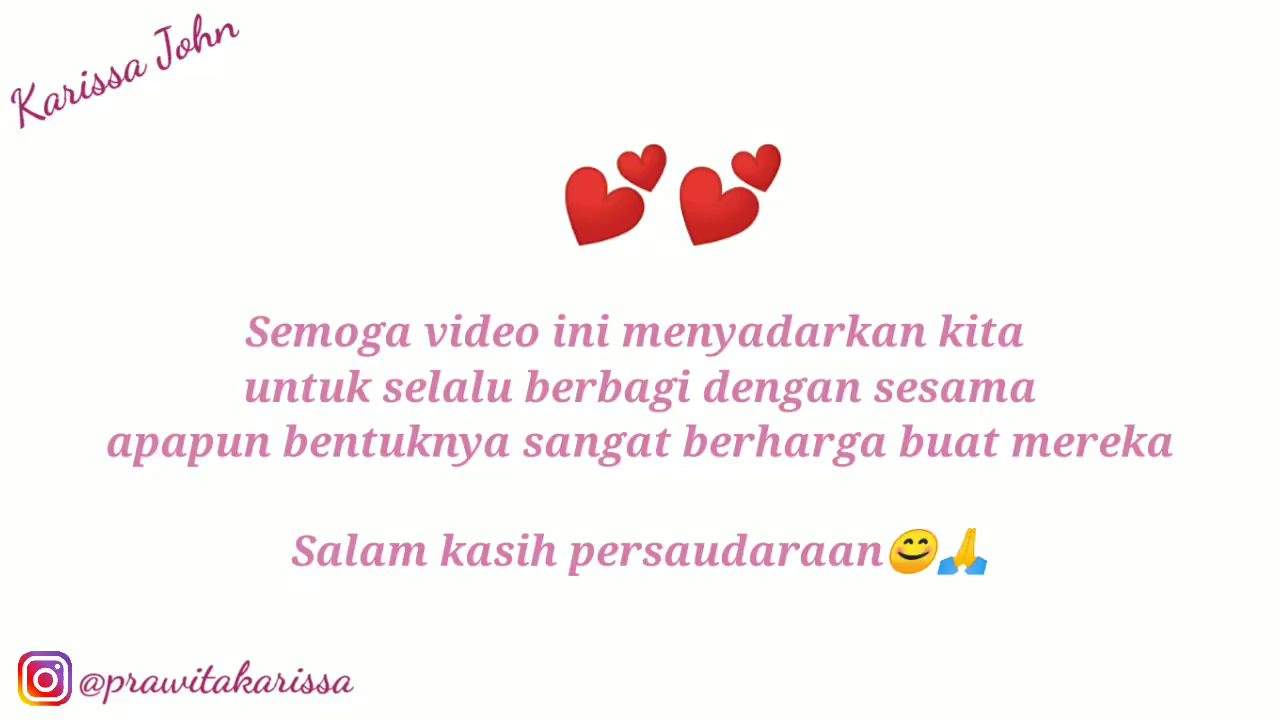 Karissa John
Semoga video ini menyadarkan kita
untuk selalu berbagi dengan sesama
apapun bentuknya sangat berharga buat mereka
Salam kasih persaudaraan😊🙏
@prawitakarissa